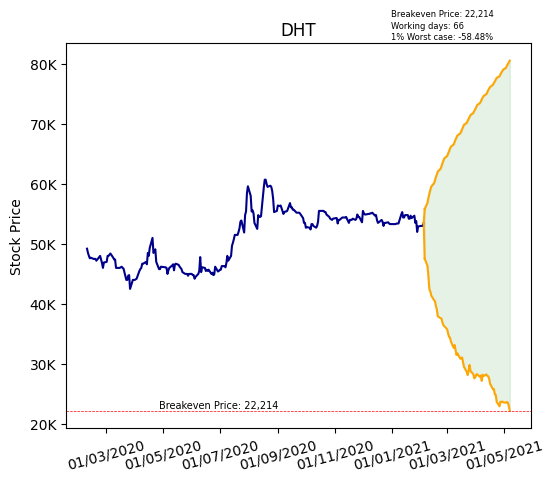 Breakeven Price: 22,214
Working days: 66
1% Worst case: -58.48%
DHT
Stock Price
80K
70K
60K
50K
40K
30K
20K
Breakeven Price: 22,214
01/03/2020 01/05/2020 01/07/2020 01/09/2020 01/11/2020 01/01/2021 01/03/2021 01/05/2021